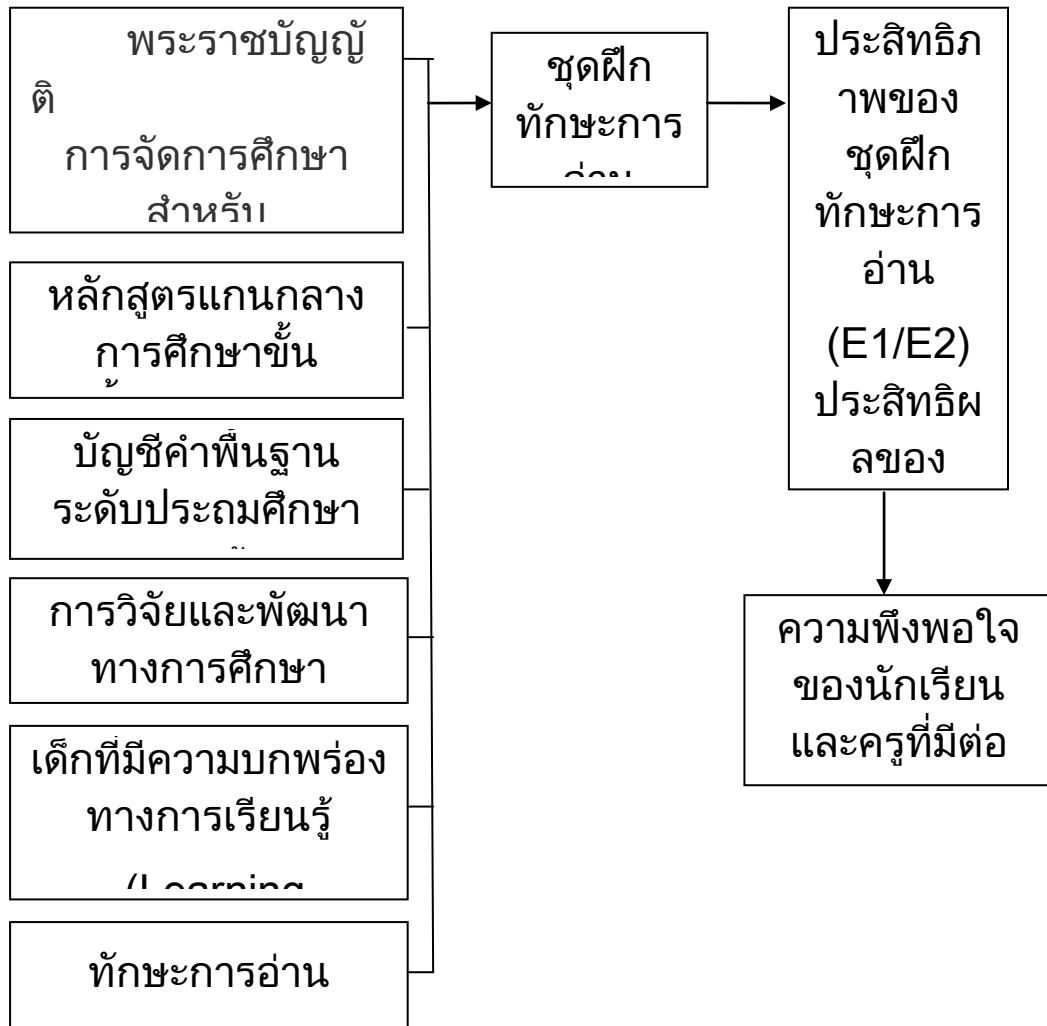 พระราชบัญญั
ติ
การจัดการศึกษา
สำหรับ
หลักสูตรแกนกลาง
การศึกษาขั้น
บัญชีคำพื้นฐาน
ระดับประถมศึกษา
การวิจัยและพัฒนา
ทางการศึกษา
เด็กที่มีความบกพร่อง
ทางการเรียนรู้
(Learning
ทักษะการอ่าน
ชุดฝึก
ทักษะการ
อ่าน
ประสิทธิภ
าพของ
ชุดฝึก
ทักษะการ
อ่าน
(E1/E2)
ประสิทธิผ
ลของ
ความพึงพอใจ
ของนักเรียน
และครูที่มีต่อ